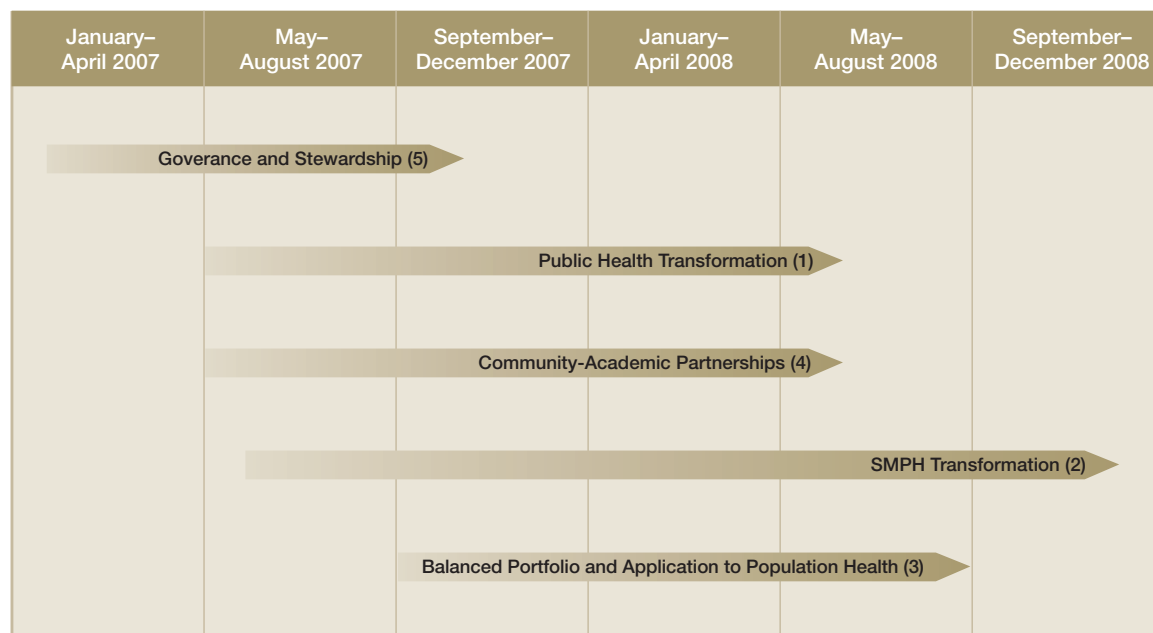 January–
April 2007
May–
August 2007
September–
December 2007
January–
April 2008
May–
August 2008
September–
December 2008
Goverance and Stewardship (5)
Public Health Transformation (1)
Community-Academic Partnerships (4)
SMPH Transformation (2)
Balanced Portfolio and Application to Population Health (3)